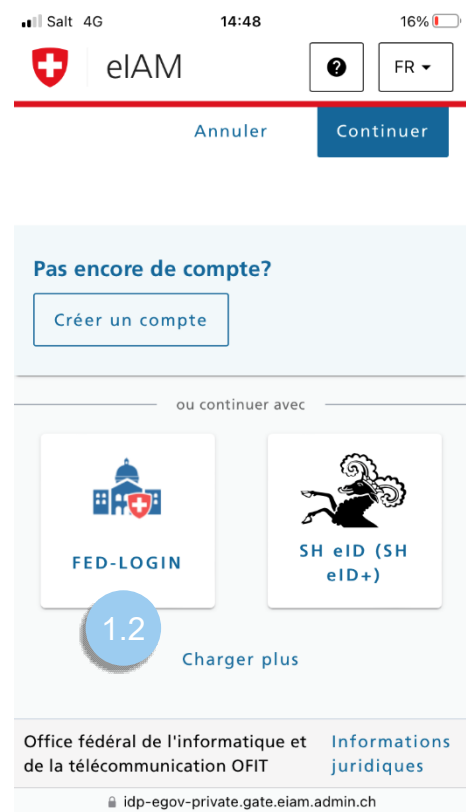 Salt 4G 14:48 16%
eIAM FR
Annuler Continuer
Pas encore de compte?
Créer un compte
ou continuer avec
FED-LOGIN
SH eID (SH
eID+)
1.2
Charger plus
Office fédéral de l'informatique et
de la télécommunication OFIT
Informations
juridiques
idp-egov-private.gate.eiam.admin.ch